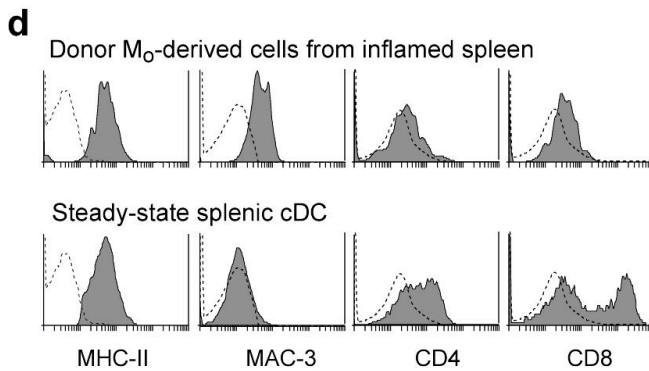 d
Donor Mo-derived cells from inflamed spleen
Steady-state splenic cDC
MHC-II MAC-3 CD4 CD8